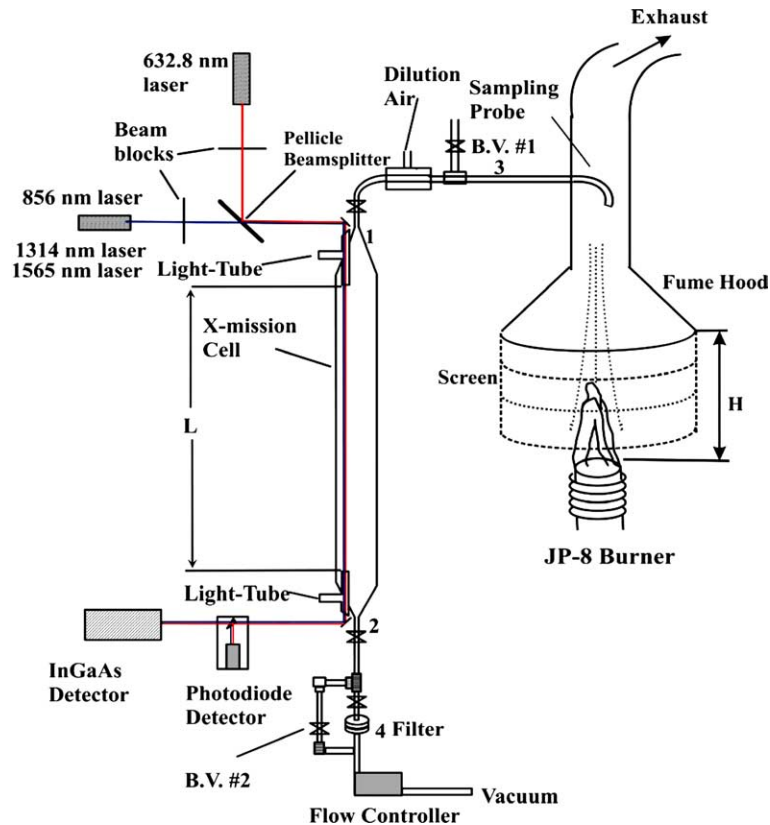 Exhaust
632.8 nm
laser
Dilution
Air
Sampling
Probe
Beam
blocks
Pellicle
Beamsplitter
B.V. #1
3
856 nm laser
1314 nm laser
1565 nm laser
1
Light-Tube
Fume Hood
X-mission
Cell
Screen
H
L
JP-8 Burner
Light-Tube
2
InGaAs
Detector
Photodiode
Detector
4 Filter
B.V. #2
Vacuum
Flow Controller